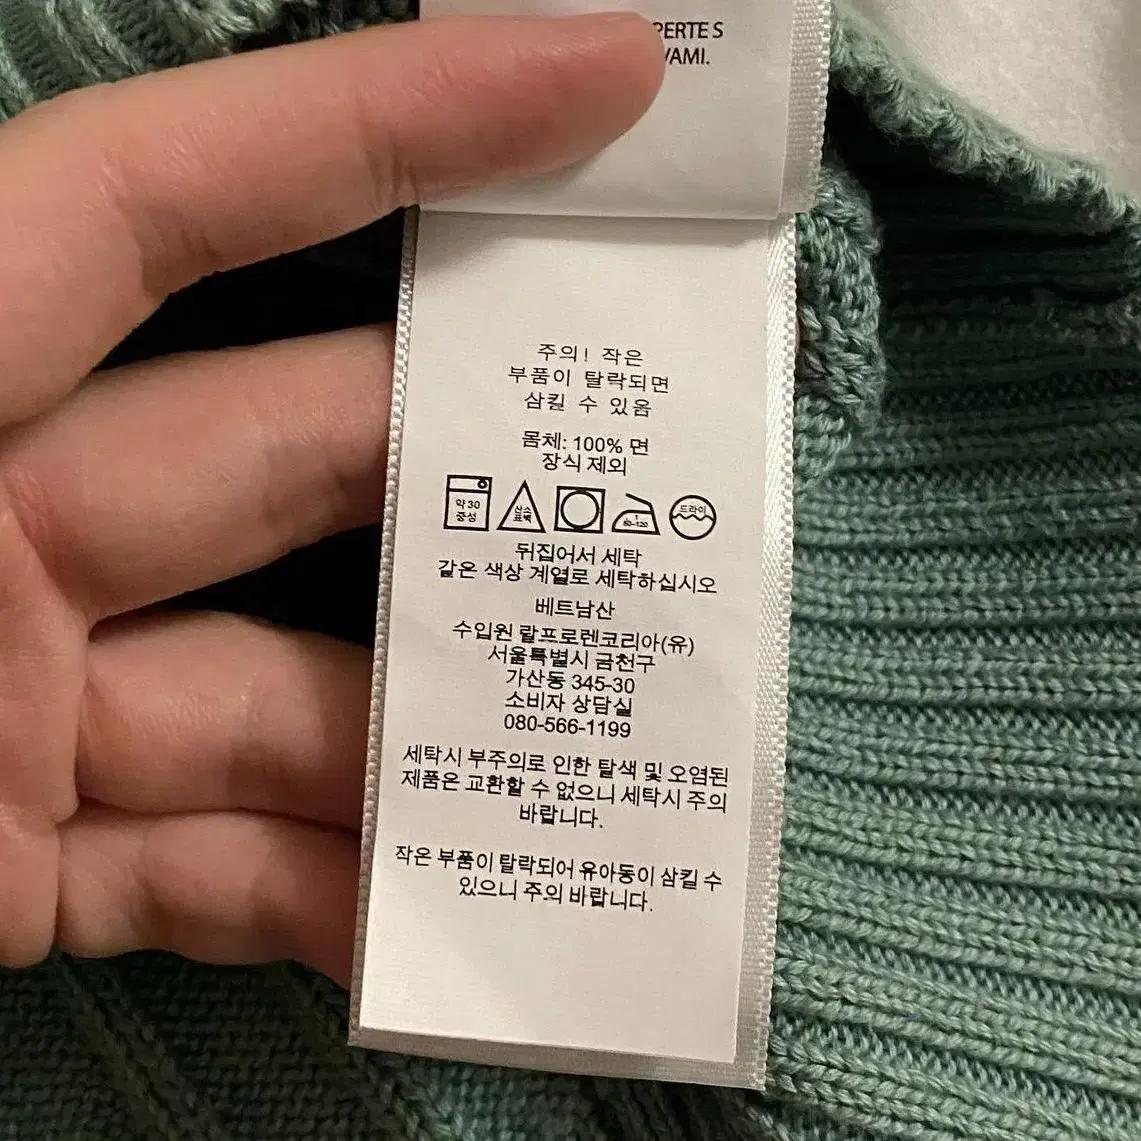 PERTE S
VAMI.
주의! 작은
부품이 탈락되면
삼킬 수 있음
몸체: 100% 면
장식 제외
약 30
중성
산소
표백
1
80-120
드라이
뒤집어서 세탁
같은 색상 계열로 세탁하십시오
베트남산
수입원 랄프로렌코리아(유)
서울특별시 금천구
가산동 345-30
소비자 상담실
080-566-1199
세탁시 부주의로 인한 탈색 및 오염된
제품은 교환할 수 없으니 세탁시 주의
바랍니다.
작은 부품이 탈락되어 유아동이 삼킬 수
있으니 주의 바랍니다.